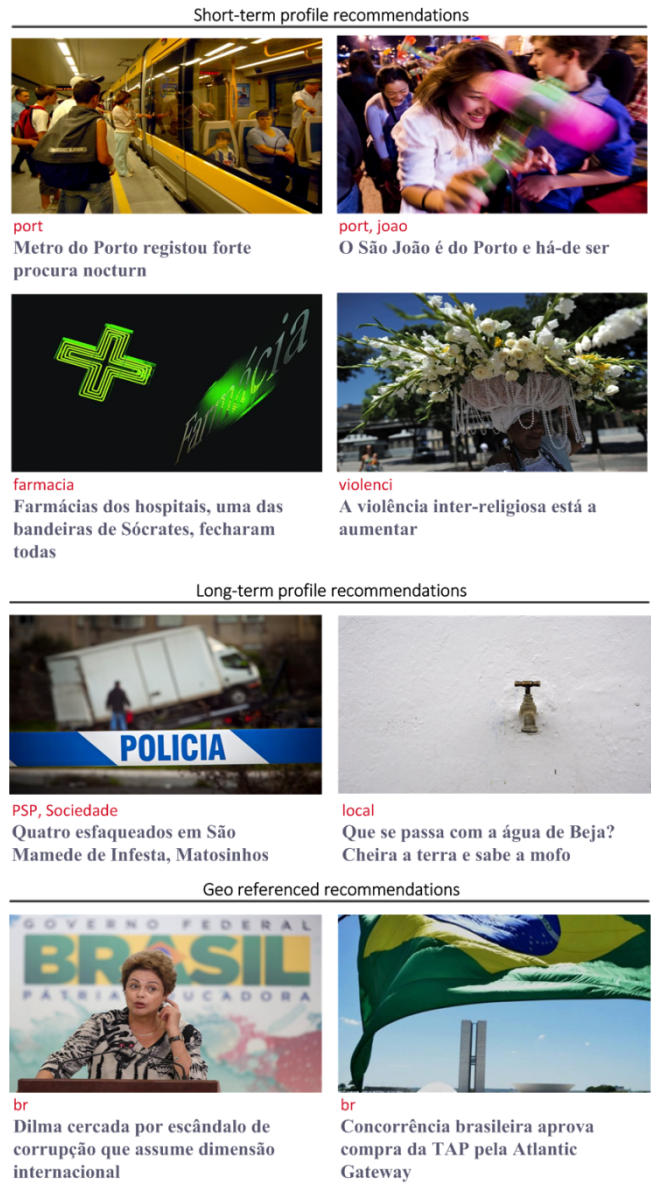 Short-term profile recommendations
port
Metro do Porto registou forte
procura nocturn
port, joao
O São João é do Porto e há-de ser
Farmácia
farmacia
Farmácias dos hospitais, uma das
bandeiras de Sócrates, fecharam
todas
violenci
A violência inter-religiosa está a
aumentar
Long-term profile recommendations
POLICIA
PSP, Sociedade
Quatro esfaqueados em São
Mamede de Infesta, Matosinhos
local
Que se passa com a água de Beja?
Cheira a terra e sabe a mofo
Geo referenced recommendations
GOVERNO FEDERAL
BRASIL
br
Dilma cercada por escândalo de
corrupção que assume dimensão
internacional
br
Concorrência brasileira aprova
compra da TAP pela Atlantic
Gateway